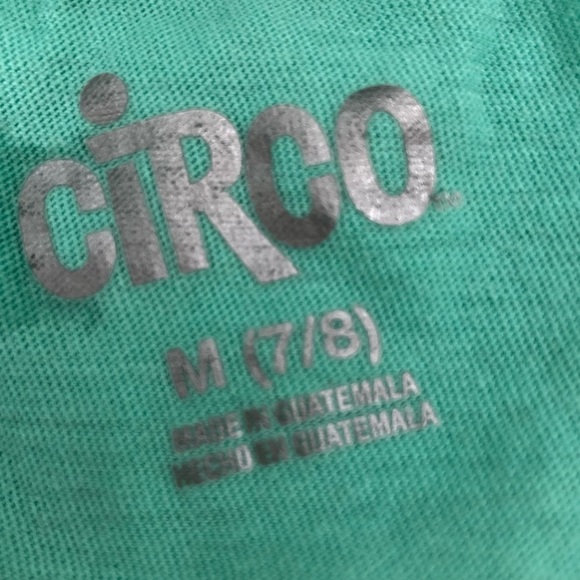 CIRCO
M (7/8)
MADE IN GUATEMALA
HECHO EN GUATEMALA